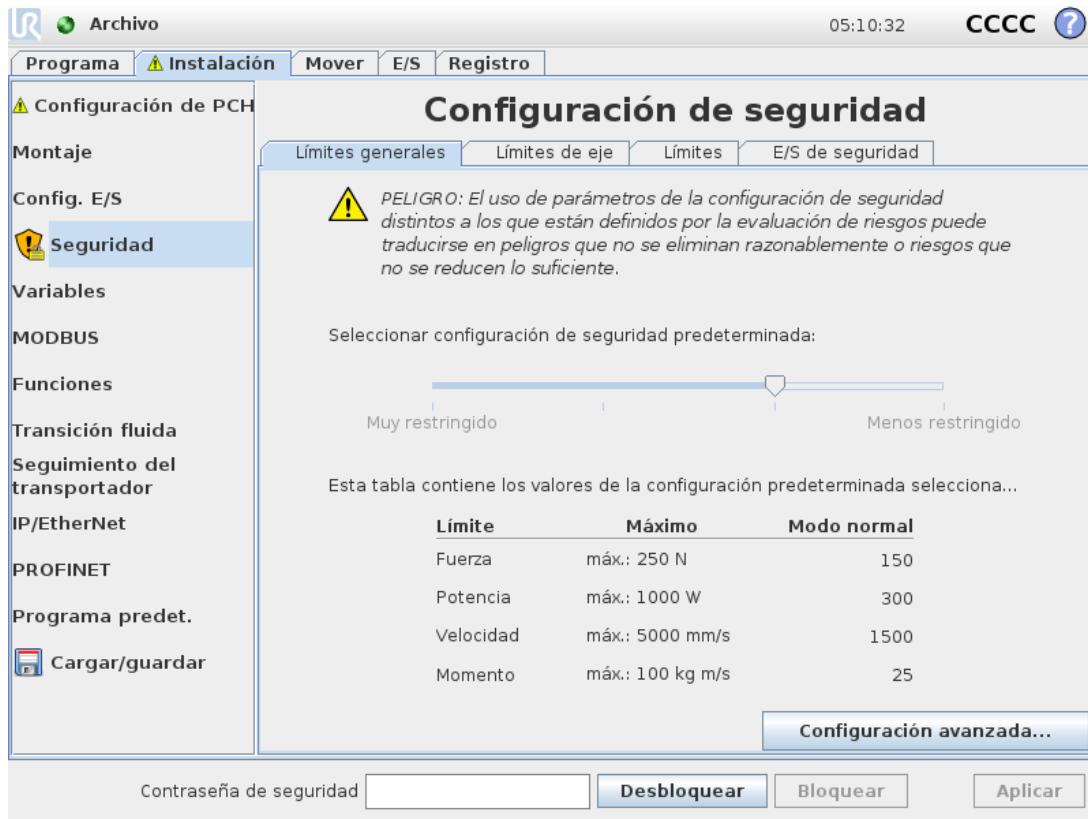 UR Archivo 05:10:32 CCCC ?
Programa Instalación Mover E/S Registro
Configuración de PCH
Montaje
Config. E/S
Seguridad
Variables
MODBUS
Funciones
Transición fluida
Seguimiento del
transportador
IP/EtherNet
PROFINET
Programa predet.
Cargar/guardar
Configuración de seguridad
Límites generales Límites de eje Límites E/S de seguridad
PELIGRO: El uso de parámetros de la configuración de seguridad
distintos a los que están definidos por la evaluación de riesgos puede
traducirse en peligros que no se eliminan razonablemente o riesgos que
no se reducen lo suficiente.
Seleccionar configuración de seguridad predeterminada:
Muy restringido Menos restringido
Esta tabla contiene los valores de la configuración predeterminada selecciona...
Límite Máximo Modo normal
Fuerza máx.: 250 N 150
Potencia máx.: 1000 W 300
Velocidad máx.: 5000 mm/s 1500
Momento máx.: 100 kg m/s 25
Configuración avanzada...
Contraseña de seguridad Desbloquear Bloquear Aplicar